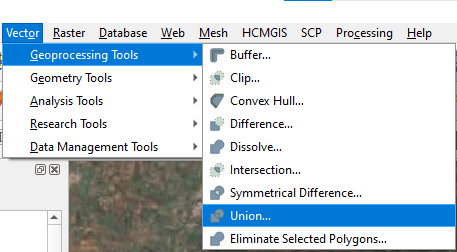 Vector Raster Database Web Mesh HCMGIS SCP Processing Help
Geoprocessing Tools
Geometry Tools
Analysis Tools
Research Tools
Data Management Tools
Buffer...
Clip...
Convex Hull...
Difference...
Dissolve...
Intersection...
Symmetrical Difference...
Union...
Eliminate Selected Polygons...